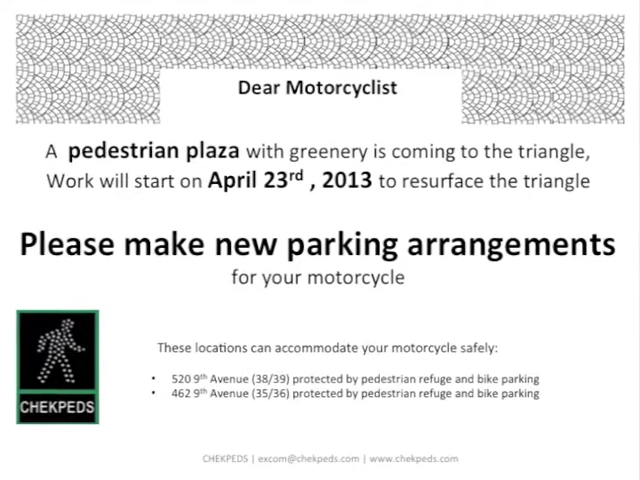 Dear Motorcyclist
A pedestrian plaza with greenery is coming to the triangle,
Work will start on April 23rd , 2013 to resurface the triangle
Please make new parking arrangements
for your motorcycle
These locations can accommodate your motorcycle safely:
• 520 9th Avenue (38/39) protected by pedestrian refuge and bike parking
• 462 9th Avenue (35/36) protected by pedestrian refuge and bike parking
CHEKPEDS
CHEKPEDS | excom@chekpeds.com | www.chekpeds.com